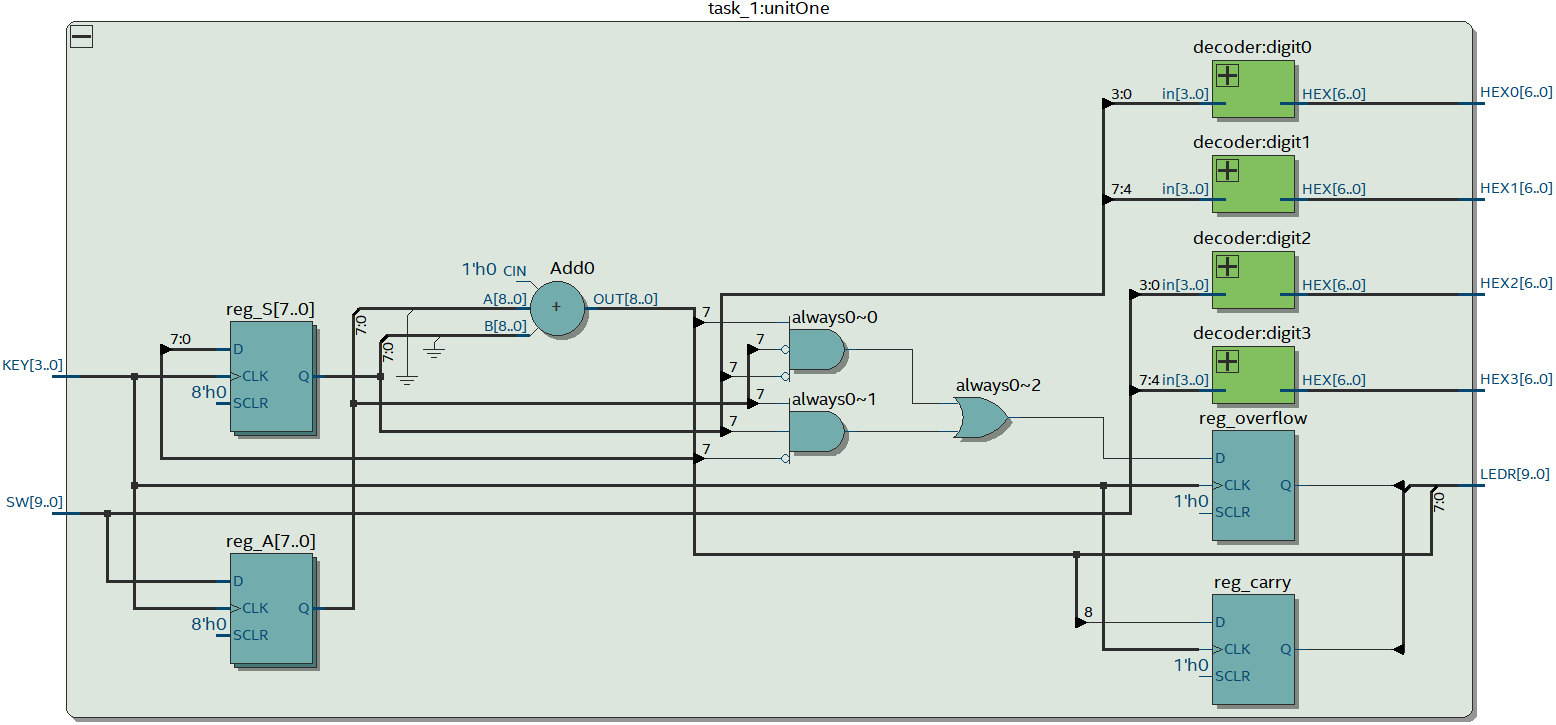 task_1:unitOne
decoder:digit0
3:0 in[3..0] HEX[6..0] HEX0[6..0]
decoder:digit1
7:4 in[3..0] HEX[6..0] HEX1[6..0]
decoder:digit2
3:0 in[3..0] HEX[6..0] HEX2[6..0]
decoder:digit3
7:4 in[3..0] HEX[6..0] HEX3[6..0]
1'h0 CIN Add0
A[8..0] + OUT[8..0]
B[8..0]
7:0
7:0
reg_S[7..0]
7:0 D
KEY[3..0] CLK Q
8'h0 SCLR
7 always0~0
7
7
7 always0~1
7
7
always0~2
reg_overflow
D
CLK Q
1'h0 SCLR
LEDR[9..0]
7:0
SW[9..0]
reg_A[7..0]
D
CLK Q
8'h0 SCLR
reg_carry
8 D
CLK Q
1'h0 SCLR